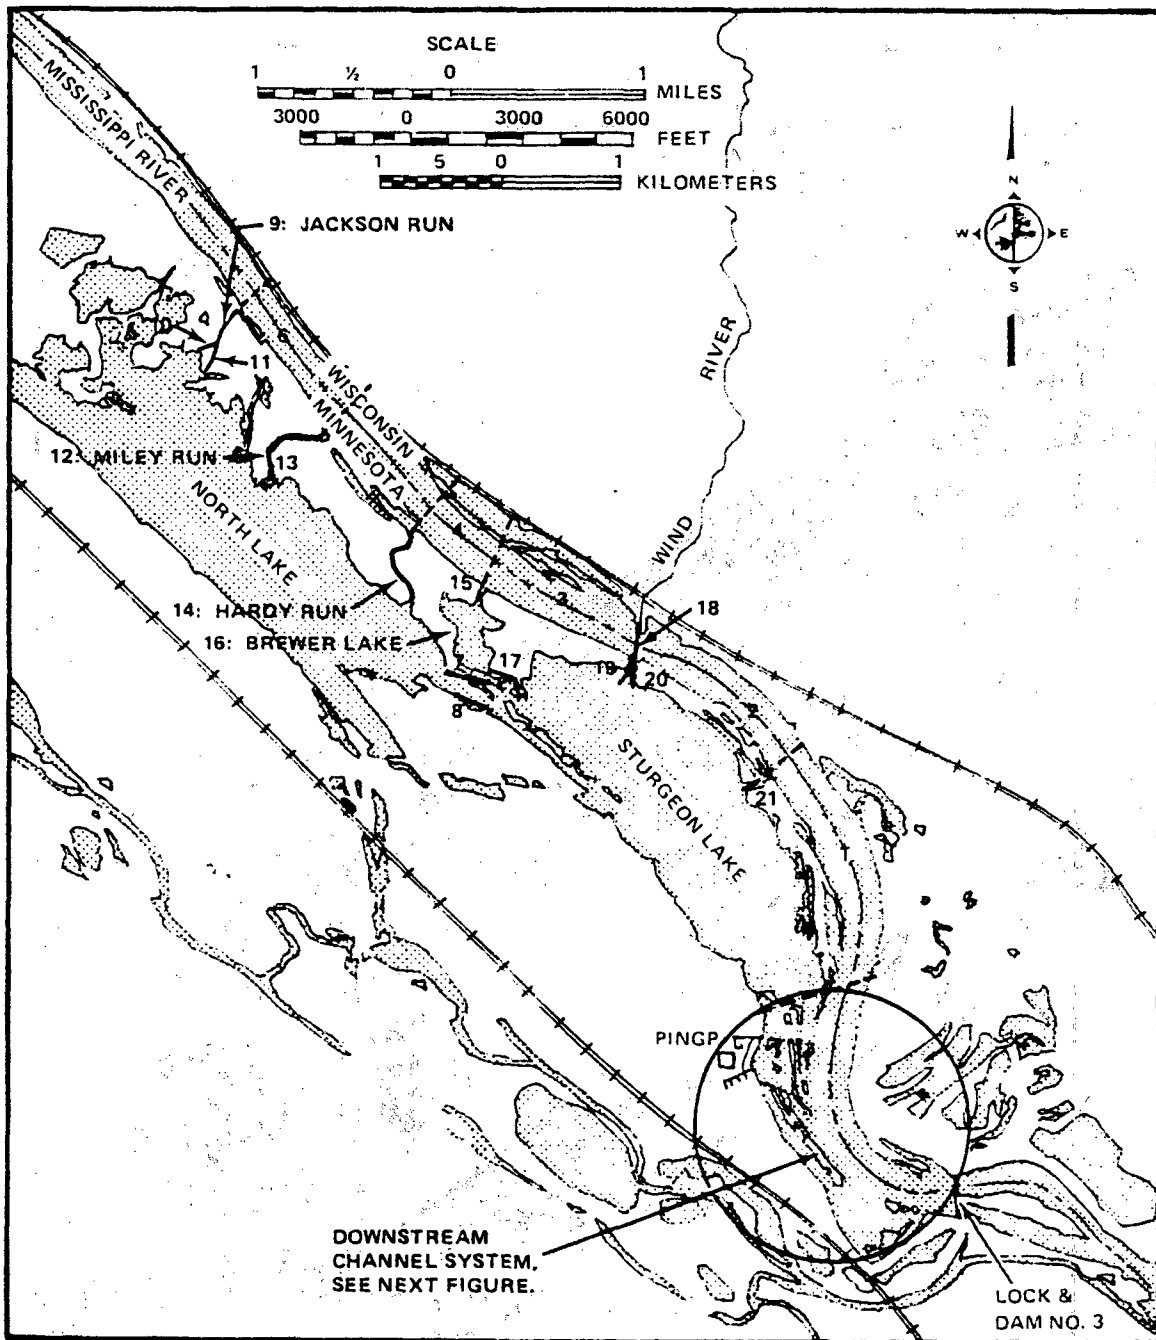 SCALE
1 ½ 0 1
MILES
3000 0 3000 6000
FEET
1 5 0 1
KILOMETERS
MISSISSIPPI RIVER
N
W E
S
9: JACKSON RUN
RIVER
11
WISCONSIN
MINNESOTA
12: MILEY RUN
13
NORTH LAKE
WIND
15
3
14: HARDY RUN
18
16: BREWER LAKE
17
19
20
8
STURGEON LAKE
21
PINGP
DOWNSTREAM
CHANNEL SYSTEM,
SEE NEXT FIGURE.
LOCK &
DAM NO. 3